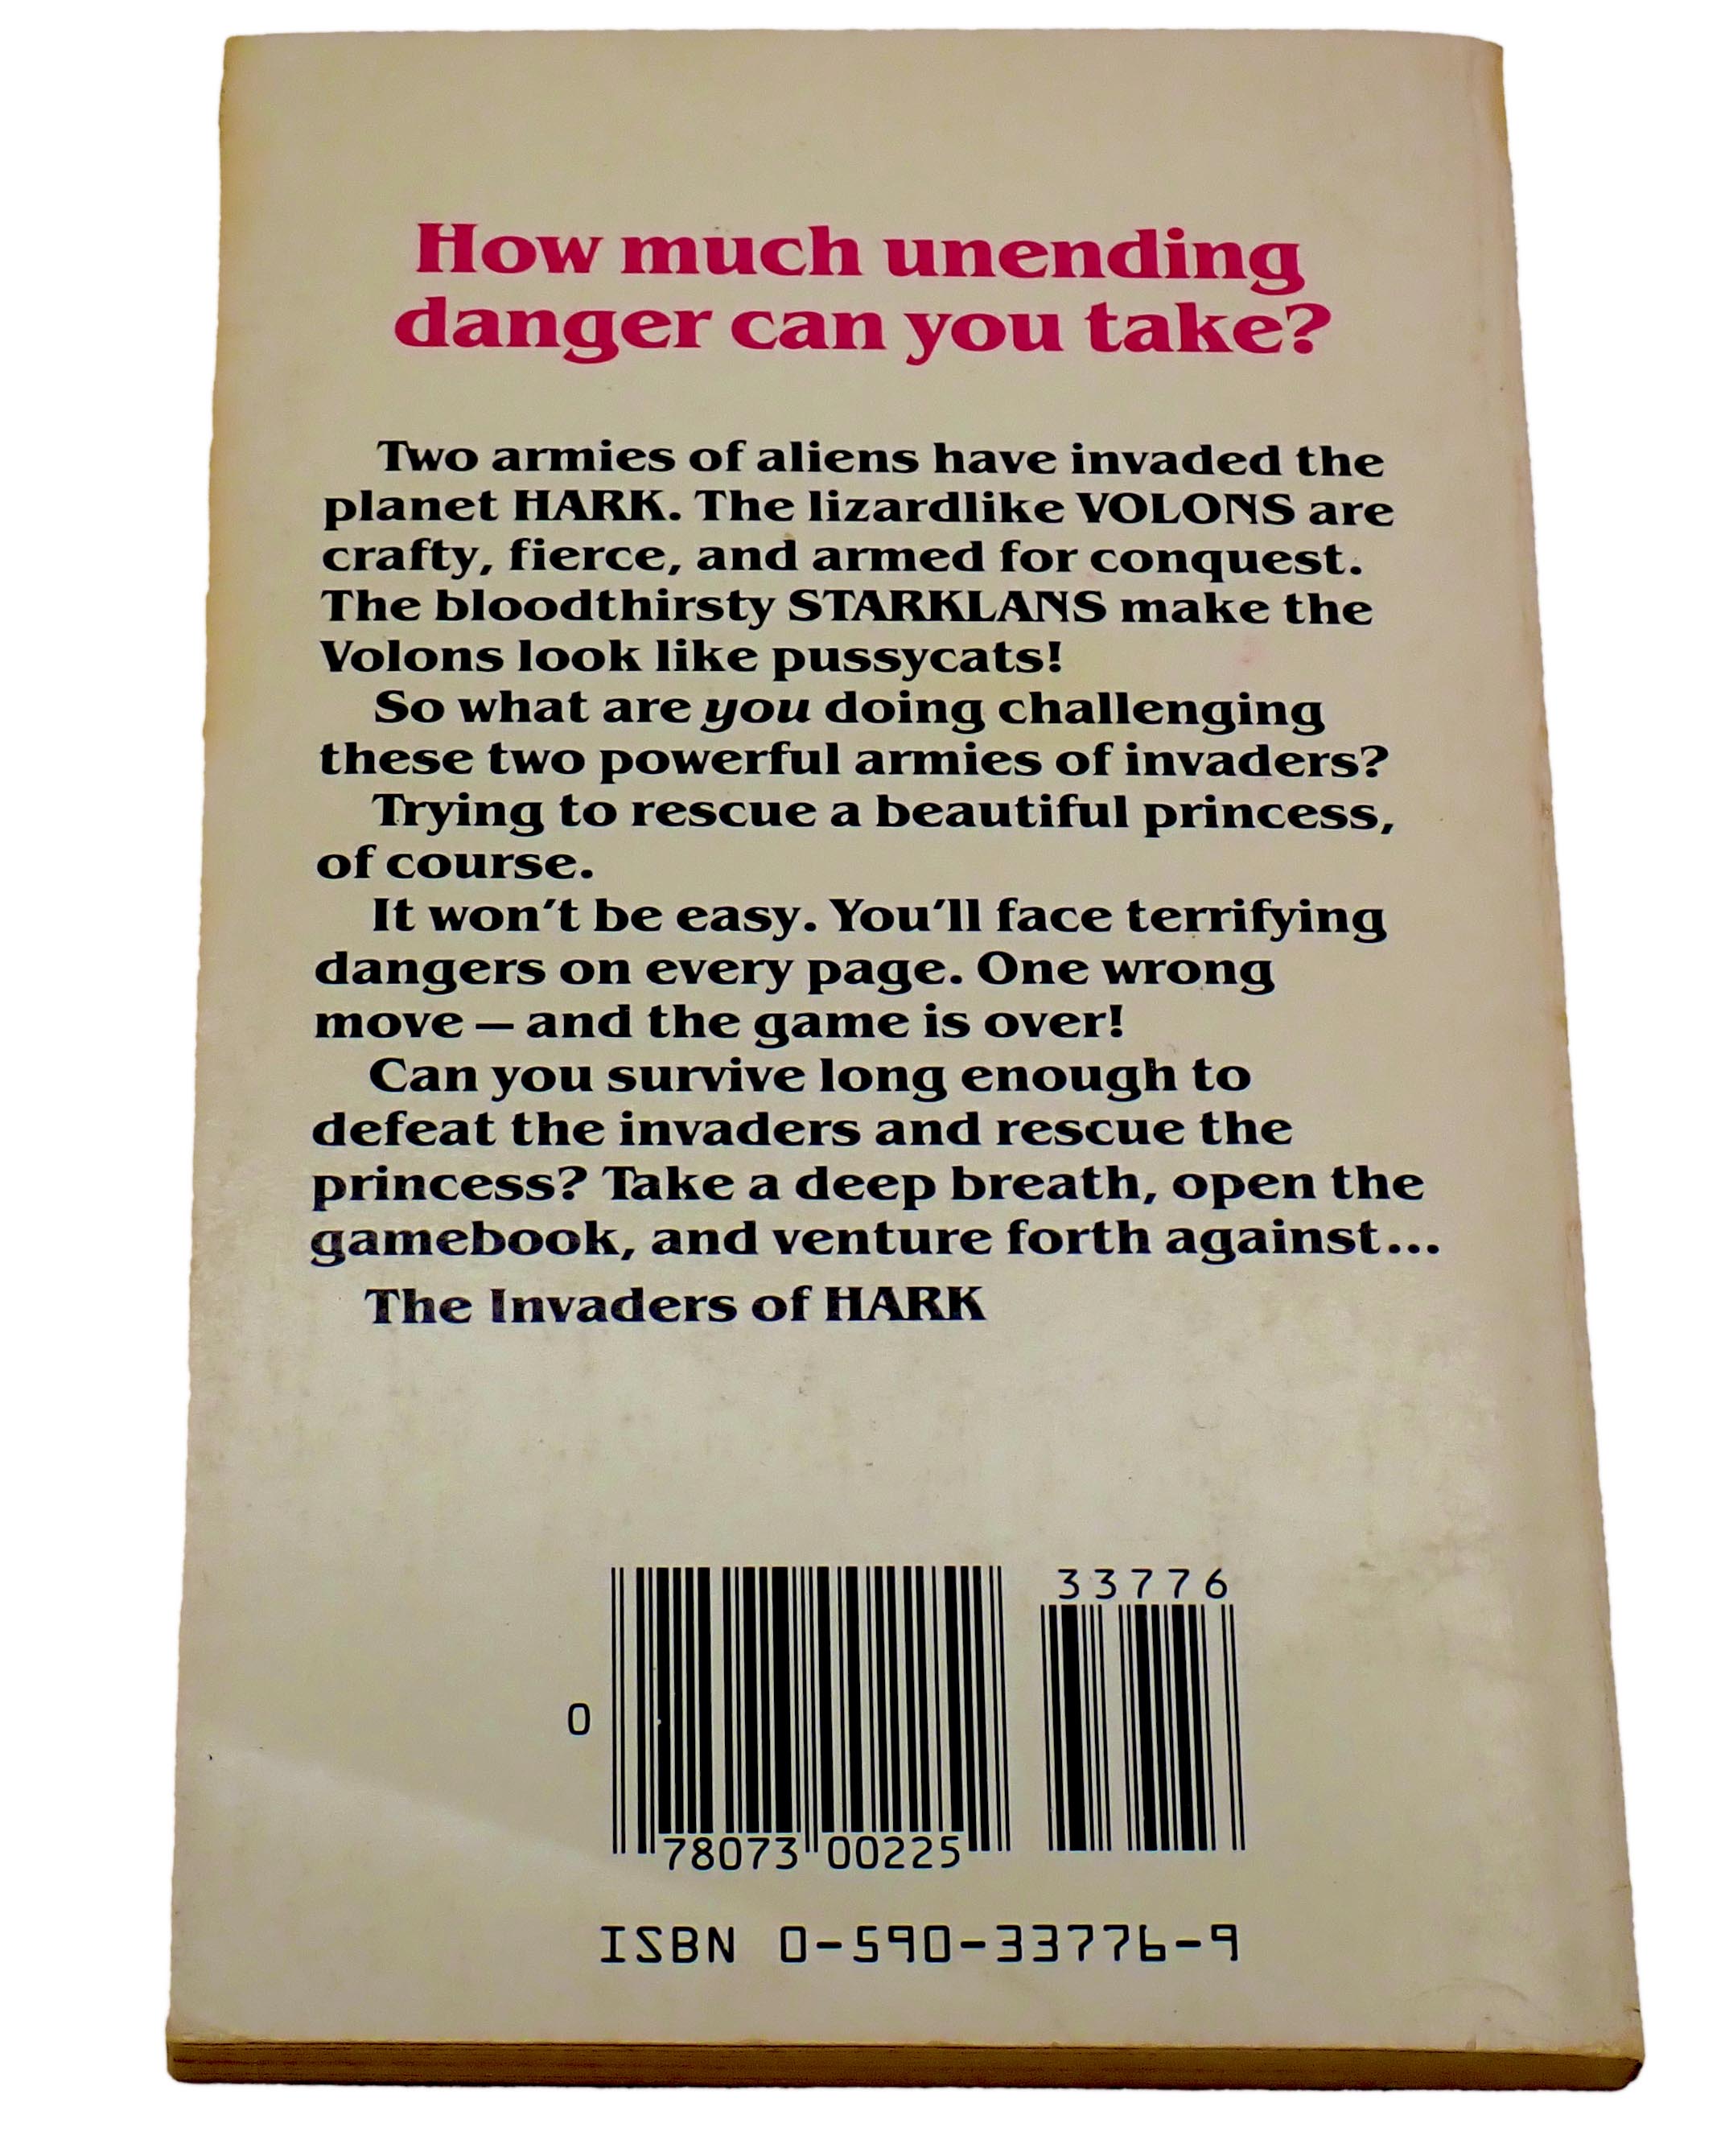 How much unending
danger can you take?
Two armies of aliens have invaded the
planet HARK. The lizardlike VOLONS are
crafty, fierce, and armed for conquest.
The bloodthirsty STARKLANS make the
Volons look like pussycats!
So what are you doing challenging
these two powerful armies of invaders?
Trying to rescue a beautiful princess,
of course.
It won't be easy. You'll face terrifying
dangers on every page. One wrong
move — and the game is over!
Can you survive long enough to
defeat the invaders and rescue the
princess? Take a deep breath, open the
gamebook, and venture forth against...
The Invaders of HARK
33776
0
78073 00225
ISBN 0-590-33776-9